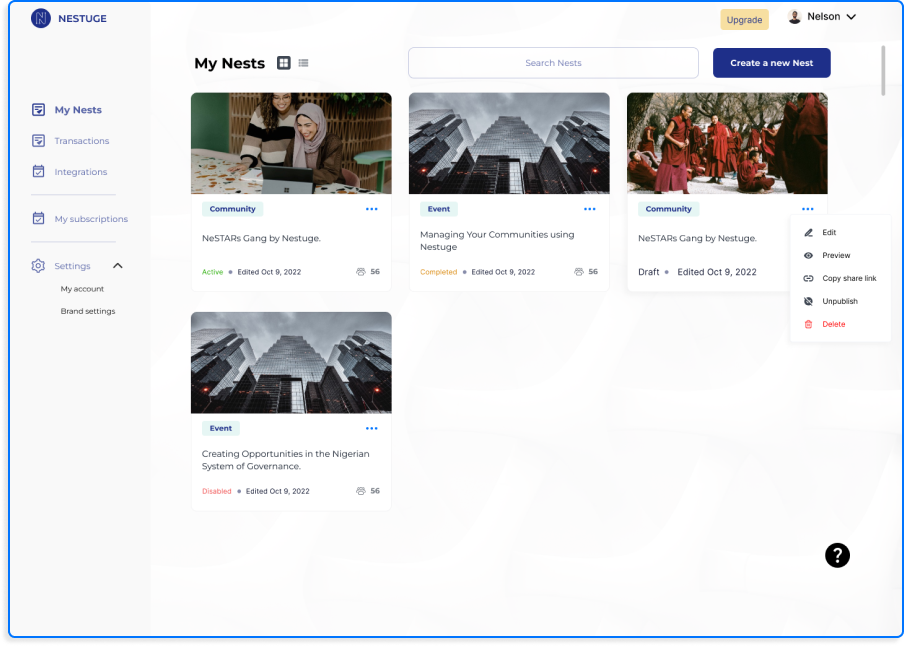 NESTUGE
Upgrade
Nelson
My Nests
Search Nests
Create a new Nest
My Nests
Transactions
Integrations
My subscriptions
Settings
My account
Brand settings
Community
NeSTARs Gang by Nestuge.
Active • Edited Oct 9, 2022
56
Event
Managing Your Communities using
Nestuge
Completed • Edited Oct 9, 2022
56
Community
NeSTARs Gang by Nestuge.
Draft • Edited Oct 9, 2022
Edit
Preview
Copy share link
Unpublish
Delete
Event
Creating Opportunities in the Nigerian
System of Governance.
Disabled • Edited Oct 9, 2022
56
?